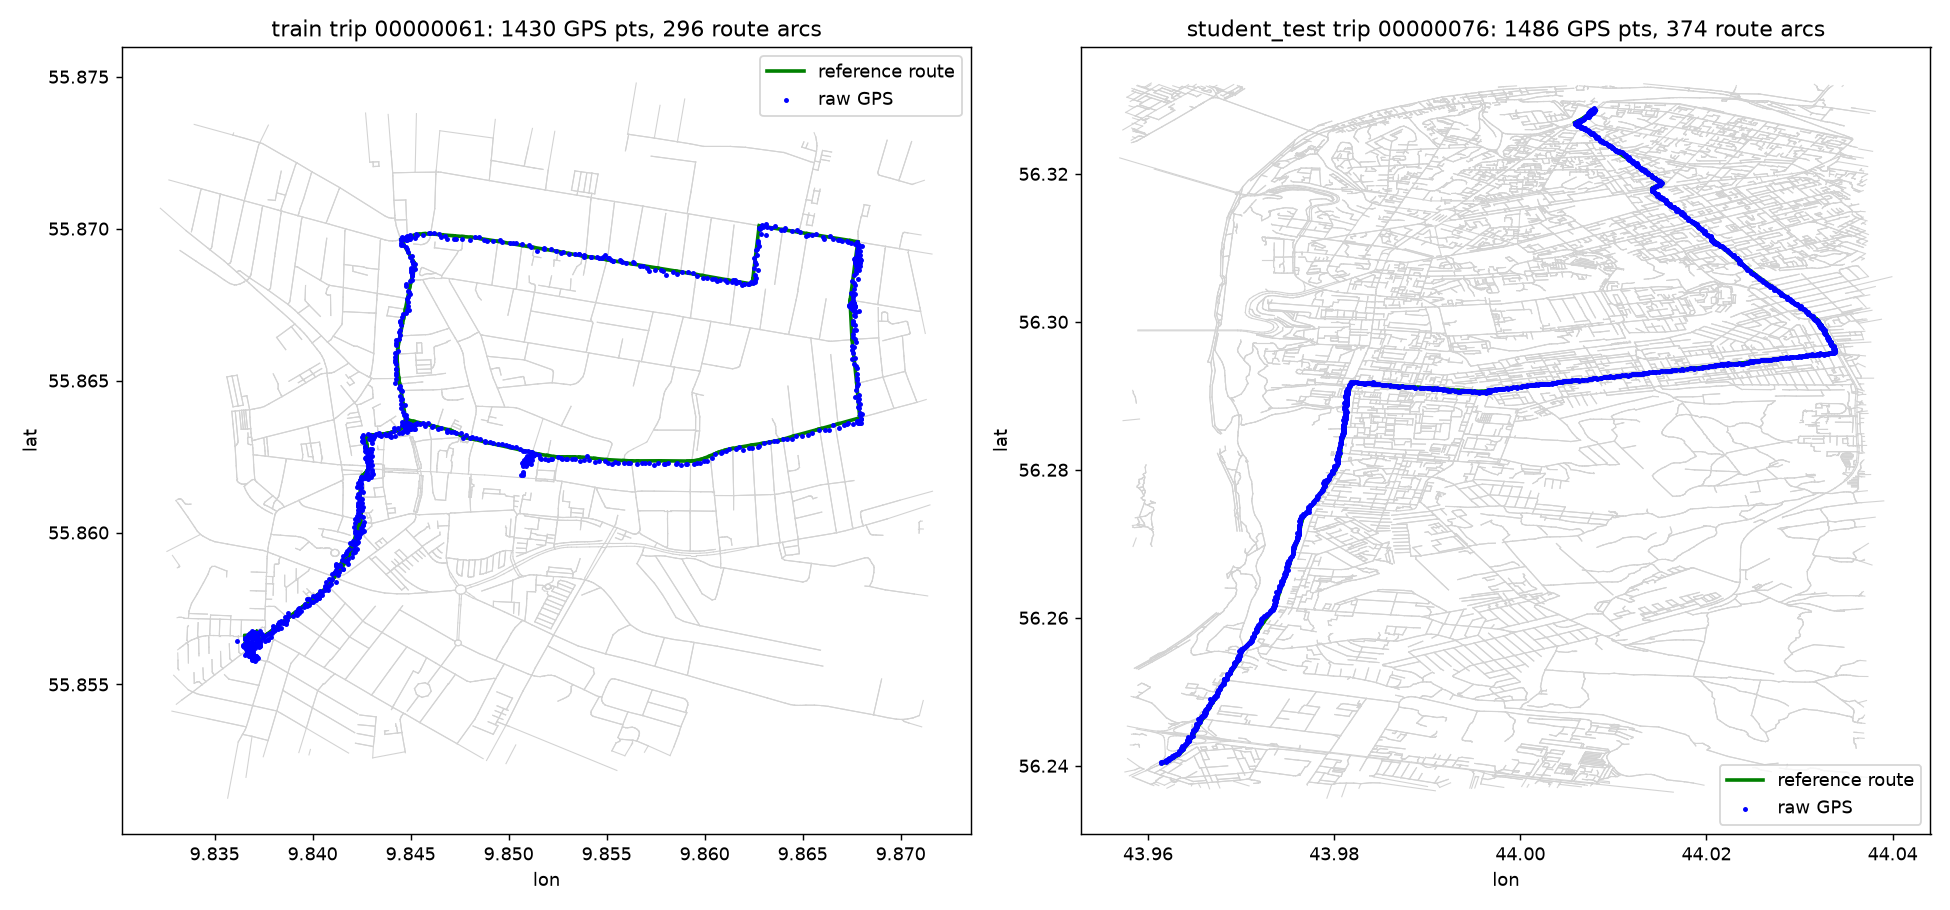 train trip 00000061: 1430 GPS pts, 296 route arcs
reference route
raw GPS
55.875
55.870
55.865
55.860
55.855
lat
9.835 9.840 9.845 9.850 9.855 9.860 9.865 9.870
lon
student_test trip 00000076: 1486 GPS pts, 374 route arcs
56.32
56.30
56.28
56.26
56.24
lat
reference route
raw GPS
43.96 43.98 44.00 44.02 44.04
lon